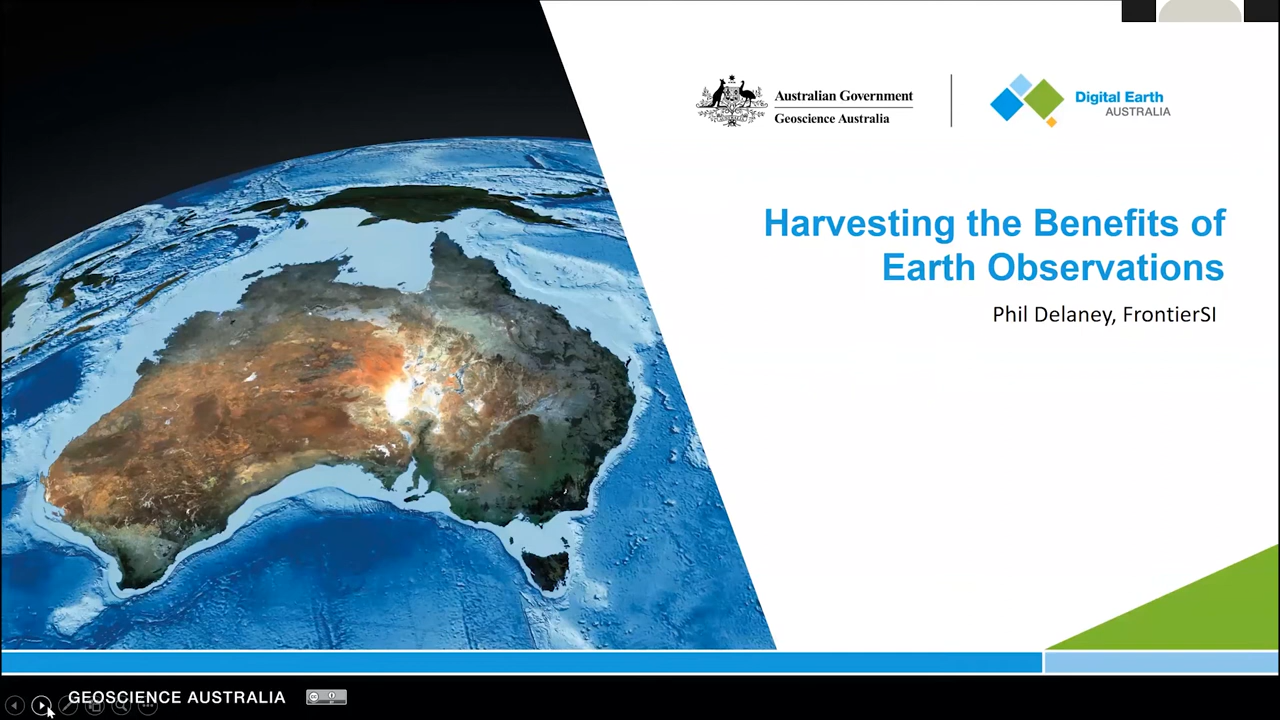 Australian Government
Geoscience Australia
Digital Earth
AUSTRALIA
Harvesting the Benefits of
Earth Observations
Phil Delaney, FrontierSI
GEOSCIENCE AUSTRALIA